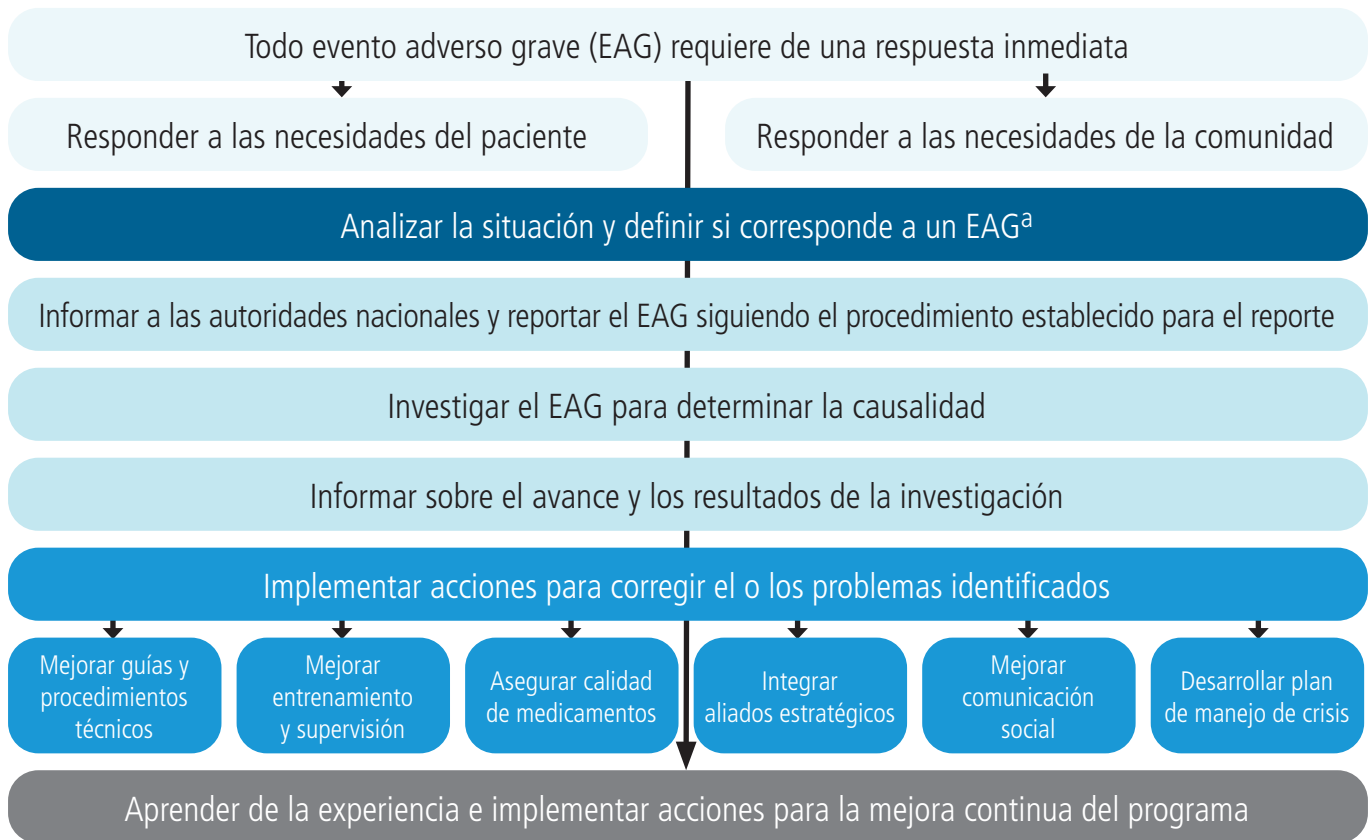 Todo evento adverso grave (EAG) requiere de una respuesta inmediata
Responder a las necesidades del paciente
Responder a las necesidades de la comunidad
Analizar la situación y definir si corresponde a un EAGª
Informar a las autoridades nacionales y reportar el EAG siguiendo el procedimiento establecido para el reporte
Investigar el EAG para determinar la causalidad
Informar sobre el avance y los resultados de la investigación
Implementar acciones para corregir el o los problemas identificados
Mejorar guías y
procedimientos
técnicos
Mejorar
entrenamiento
y supervisión
Asegurar calidad
de medicamentos
Integrar
aliados estratégicos
Mejorar
comunicación
social
Desarrollar plan
de manejo de crisis
Aprender de la experiencia e implementar acciones para la mejora continua del programa